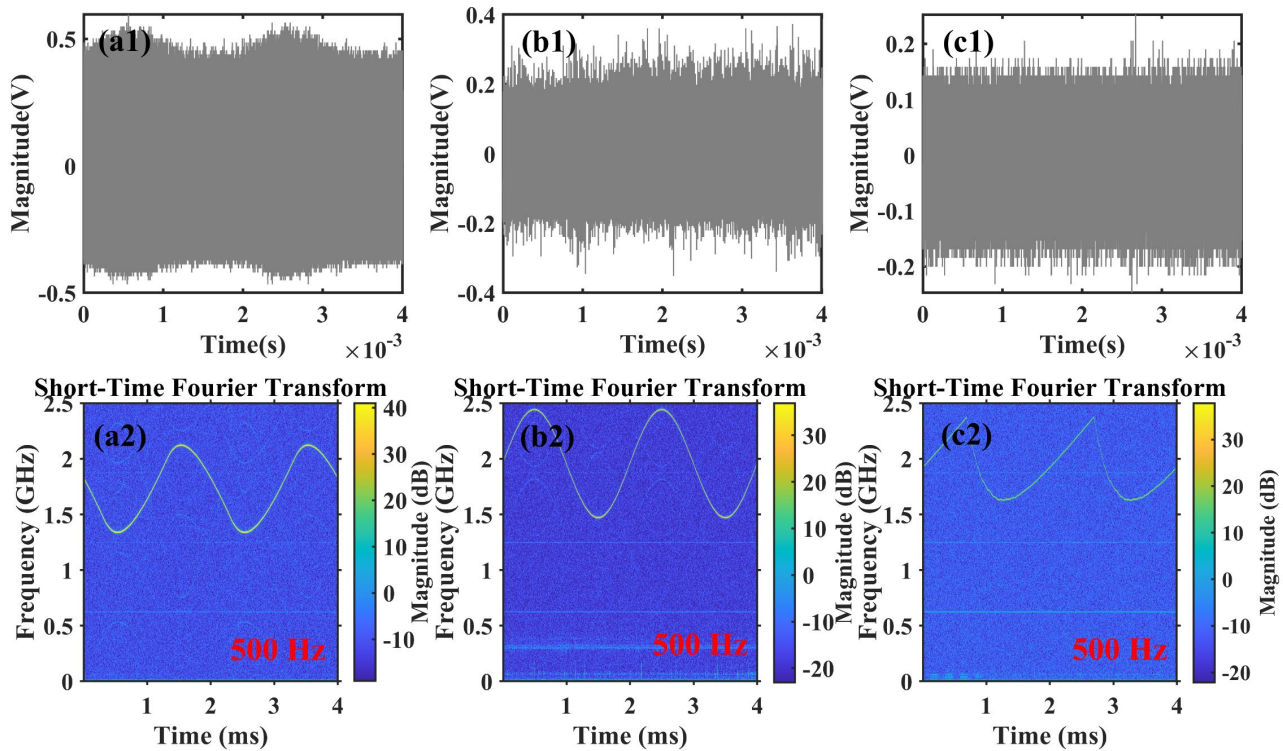 (a1)
Magnitude(V)
0.5
0
-0.5
0 1 2 3 4
Time(s)
×10⁻³
(b1)
Magnitude(V)
0.4
0.2
0
-0.2
-0.4
0 1 2 3 4
Time(s)
×10⁻³
(c1)
Magnitude(V)
0.2
0.1
0
-0.1
-0.2
0 1 2 3 4
Time(s)
×10⁻³
Short-Time Fourier Transform
(a2)
Frequency (GHz)
2.5
2
1.5
1
0.5
0
500 Hz
1 2 3 4
Time (ms)
40
30
20
10
0
-10
Magnitude (dB)
Short-Time Fourier Transform
(b2)
Frequency (GHz)
2.5
2
1.5
1
0.5
0
500 Hz
1 2 3 4
Time (ms)
30
20
10
0
-10
-20
Magnitude (dB)
Short-Time Fourier Transform
(c2)
Frequency (GHz)
2.5
2
1.5
1
0.5
0
500 Hz
1 2 3 4
Time (ms)
30
20
10
0
-10
-20
Magnitude (dB)